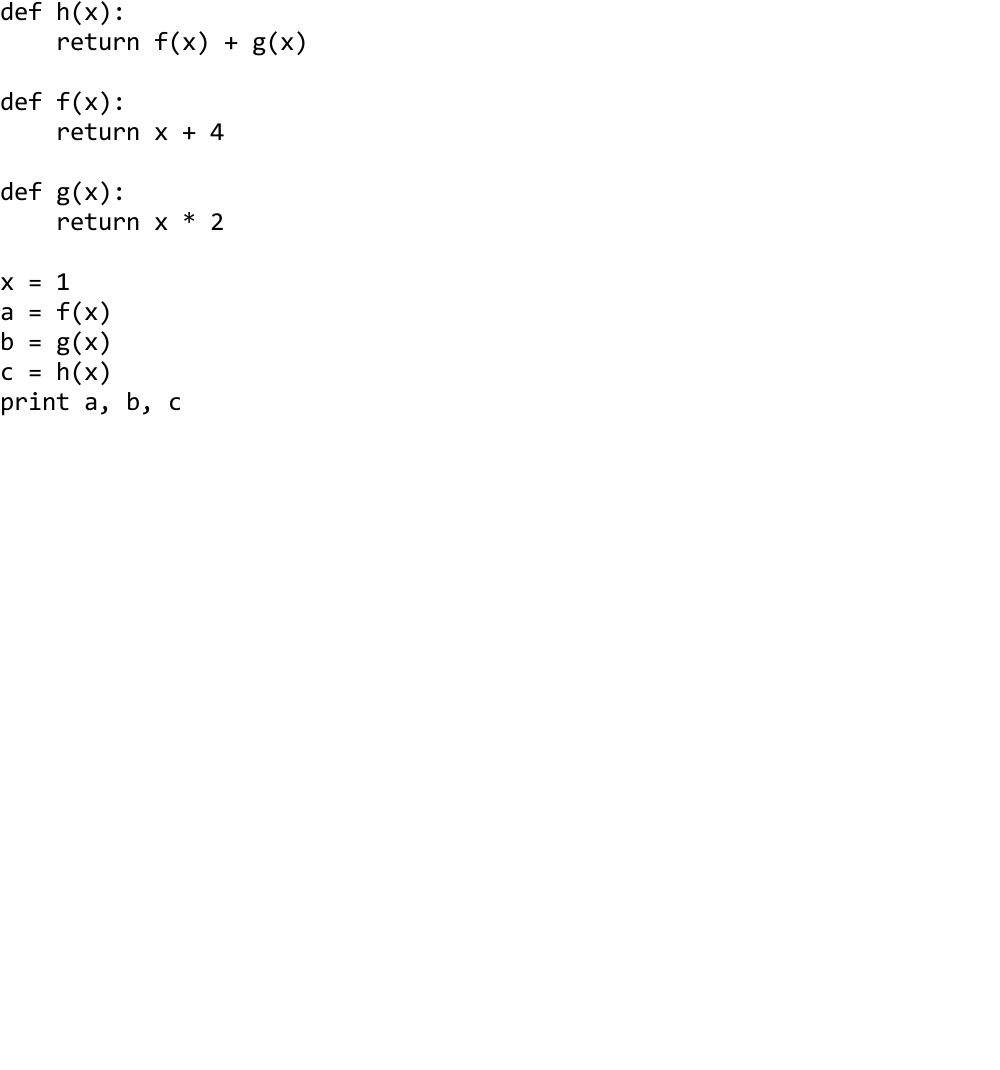 def h(x):
    return f(x) + g(x)

def f(x):
    return x + 4

def g(x):
    return x * 2

x = 1
a = f(x)
b = g(x)
c = h(x)
print a, b, c